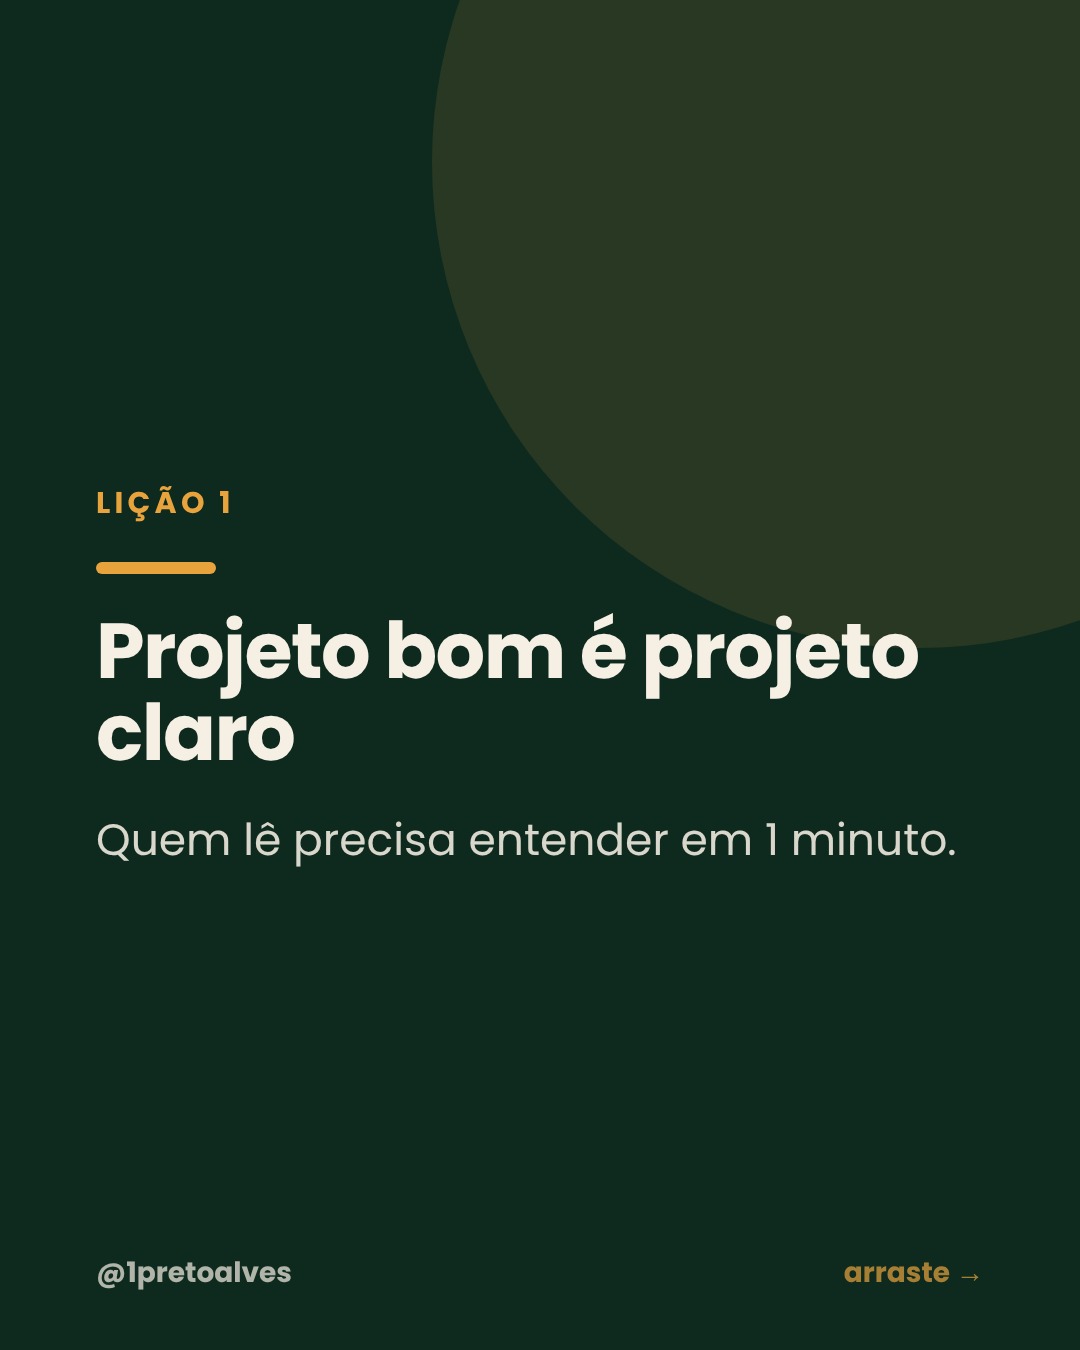 LIÇÃO 1
Projeto bom é projeto
claro
Quem lê precisa entender em 1 minuto.
@1pretoalves
arraste →